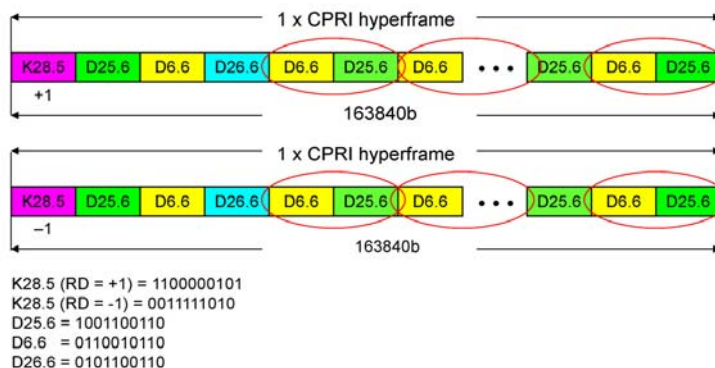 1 x CPRI hyperframe
K28.5 D25.6 D6.6 D26.6 D6.6 D25.6 D6.6 • • • D25.6 D6.6 D25.6
+1
163840b
1 x CPRI hyperframe
K28.5 D25.6 D6.6 D26.6 D6.6 D25.6 D6.6 • • • D25.6 D6.6 D25.6
–1
163840b
K28.5 (RD = +1) = 1100000101
K28.5 (RD = -1) = 0011111010
D25.6 = 1001100110
D6.6 = 0110010110
D26.6 = 0101100110